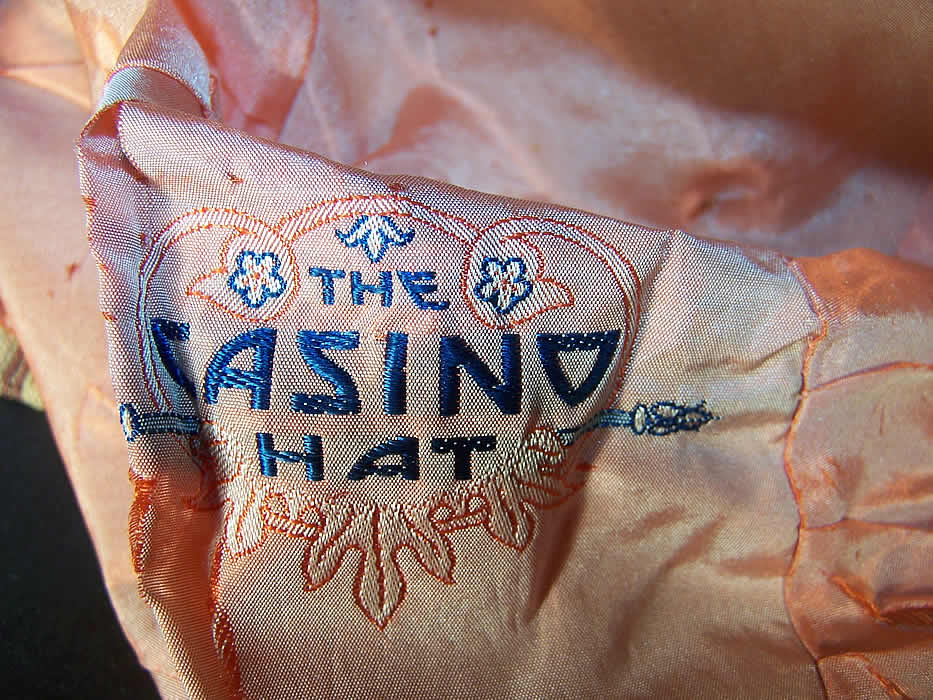 THE
CASINO
HAT